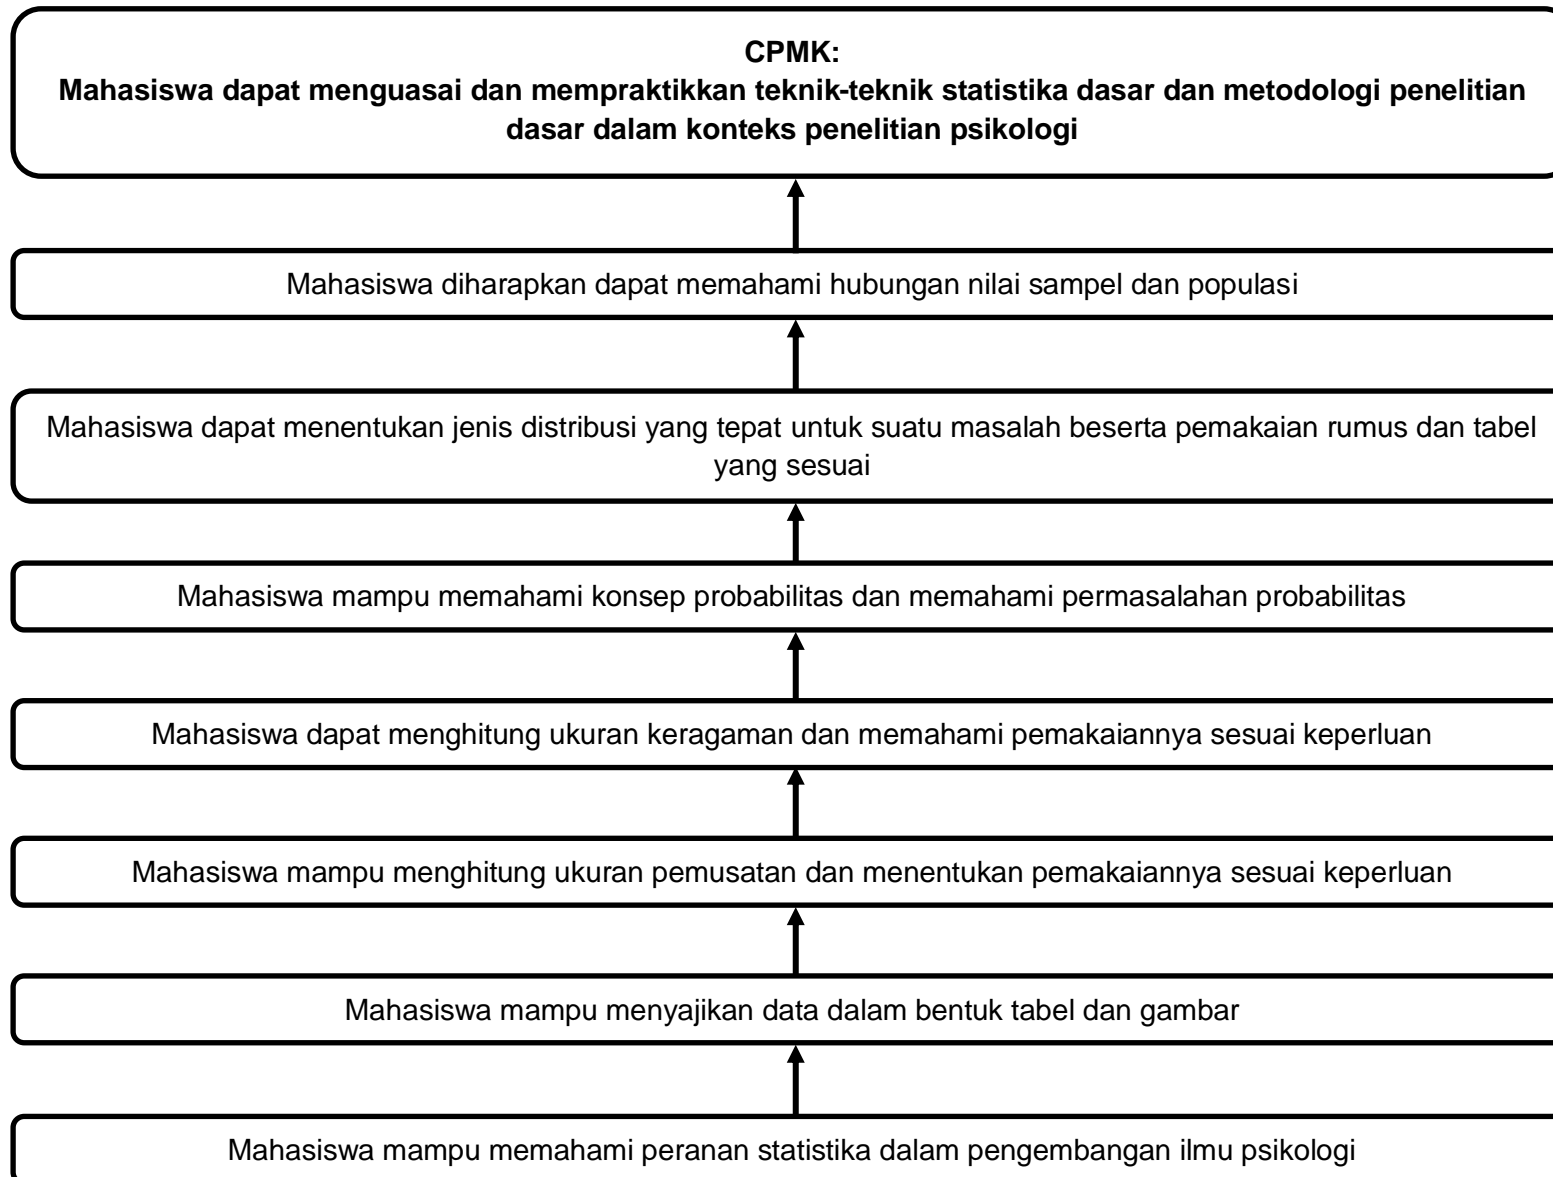 CPMK:
Mahasiswa dapat menguasai dan mempraktikkan teknik-teknik statistika dasar dan metodologi penelitian
dasar dalam konteks penelitian psikologi
Mahasiswa diharapkan dapat memahami hubungan nilai sampel dan populasi
Mahasiswa dapat menentukan jenis distribusi yang tepat untuk suatu masalah beserta pemakaian rumus dan tabel
yang sesuai
Mahasiswa mampu memahami konsep probabilitas dan memahami permasalahan probabilitas
Mahasiswa dapat menghitung ukuran keragaman dan memahami pemakaiannya sesuai keperluan
Mahasiswa mampu menghitung ukuran pemusatan dan menentukan pemakaiannya sesuai keperluan
Mahasiswa mampu menyajikan data dalam bentuk tabel dan gambar
Mahasiswa mampu memahami peranan statistika dalam pengembangan ilmu psikologi